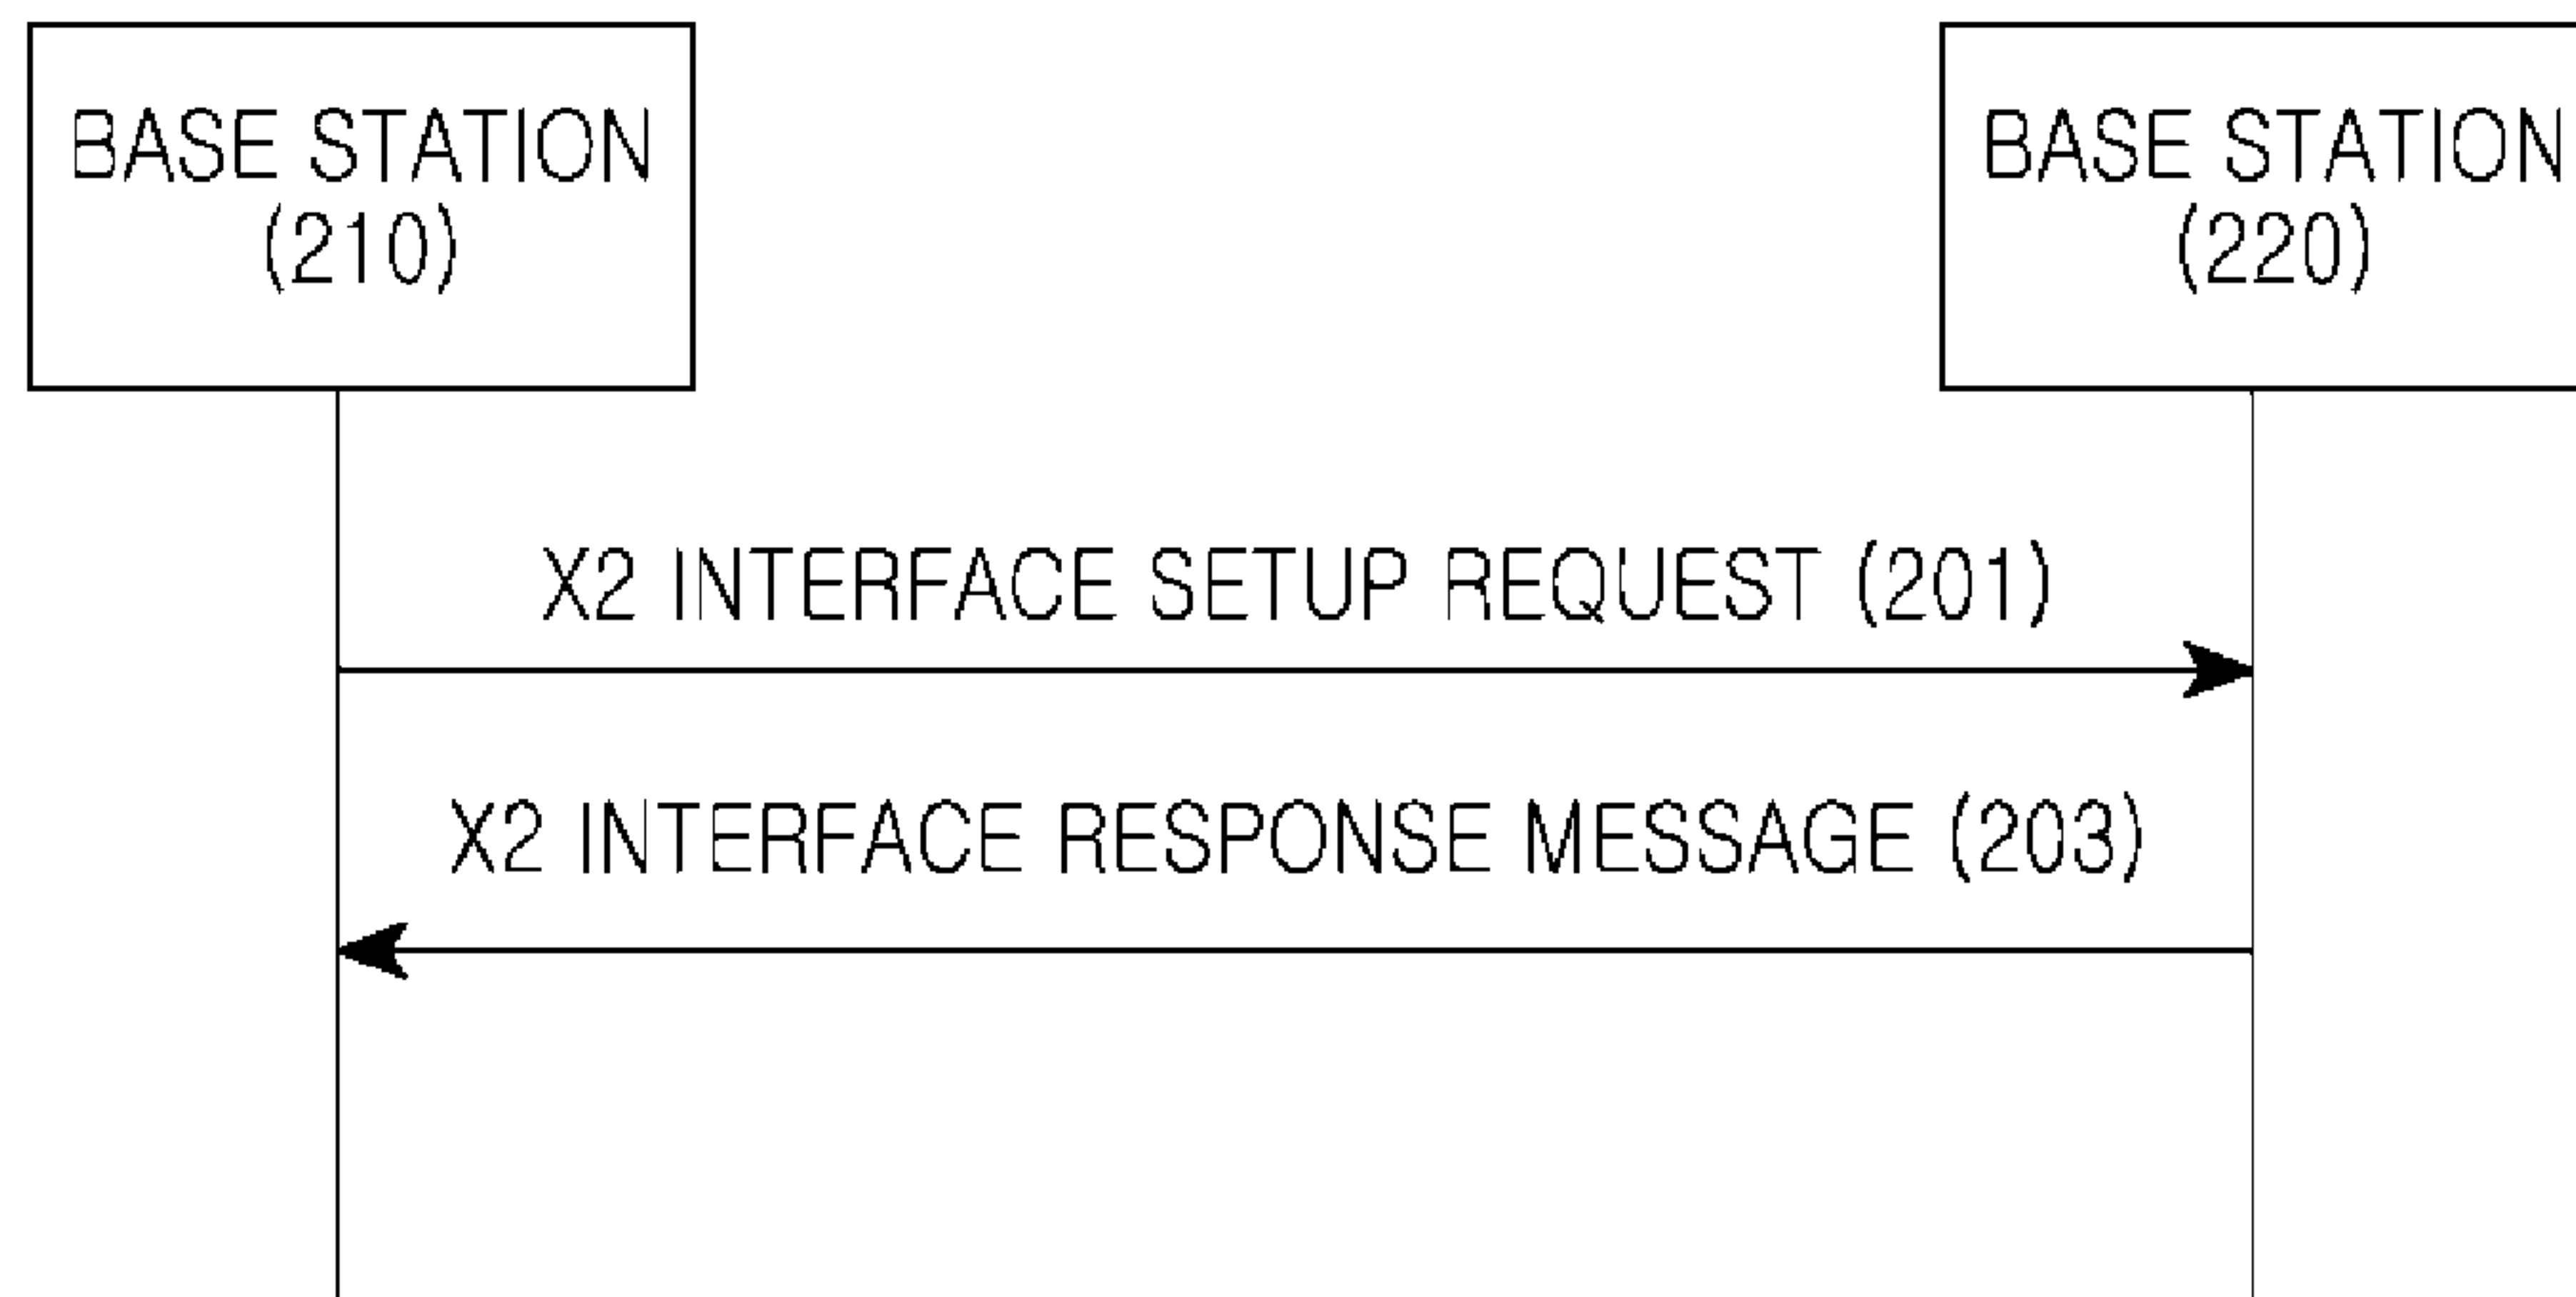 BASE STATION
(210)
BASE STATION
(220)
X2 INTERFACE SETUP REQUEST (201)
X2 INTERFACE RESPONSE MESSAGE (203)